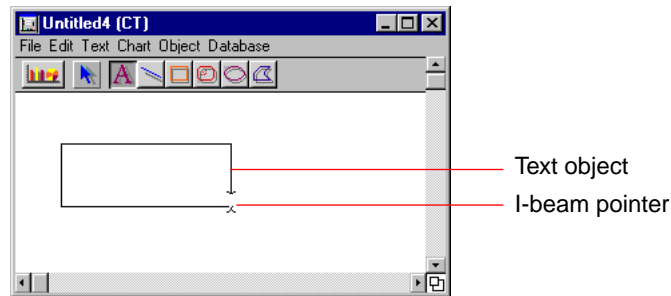 Untitled4 (CT)
File Edit Text Chart Object Database
A
Text object
I-beam pointer